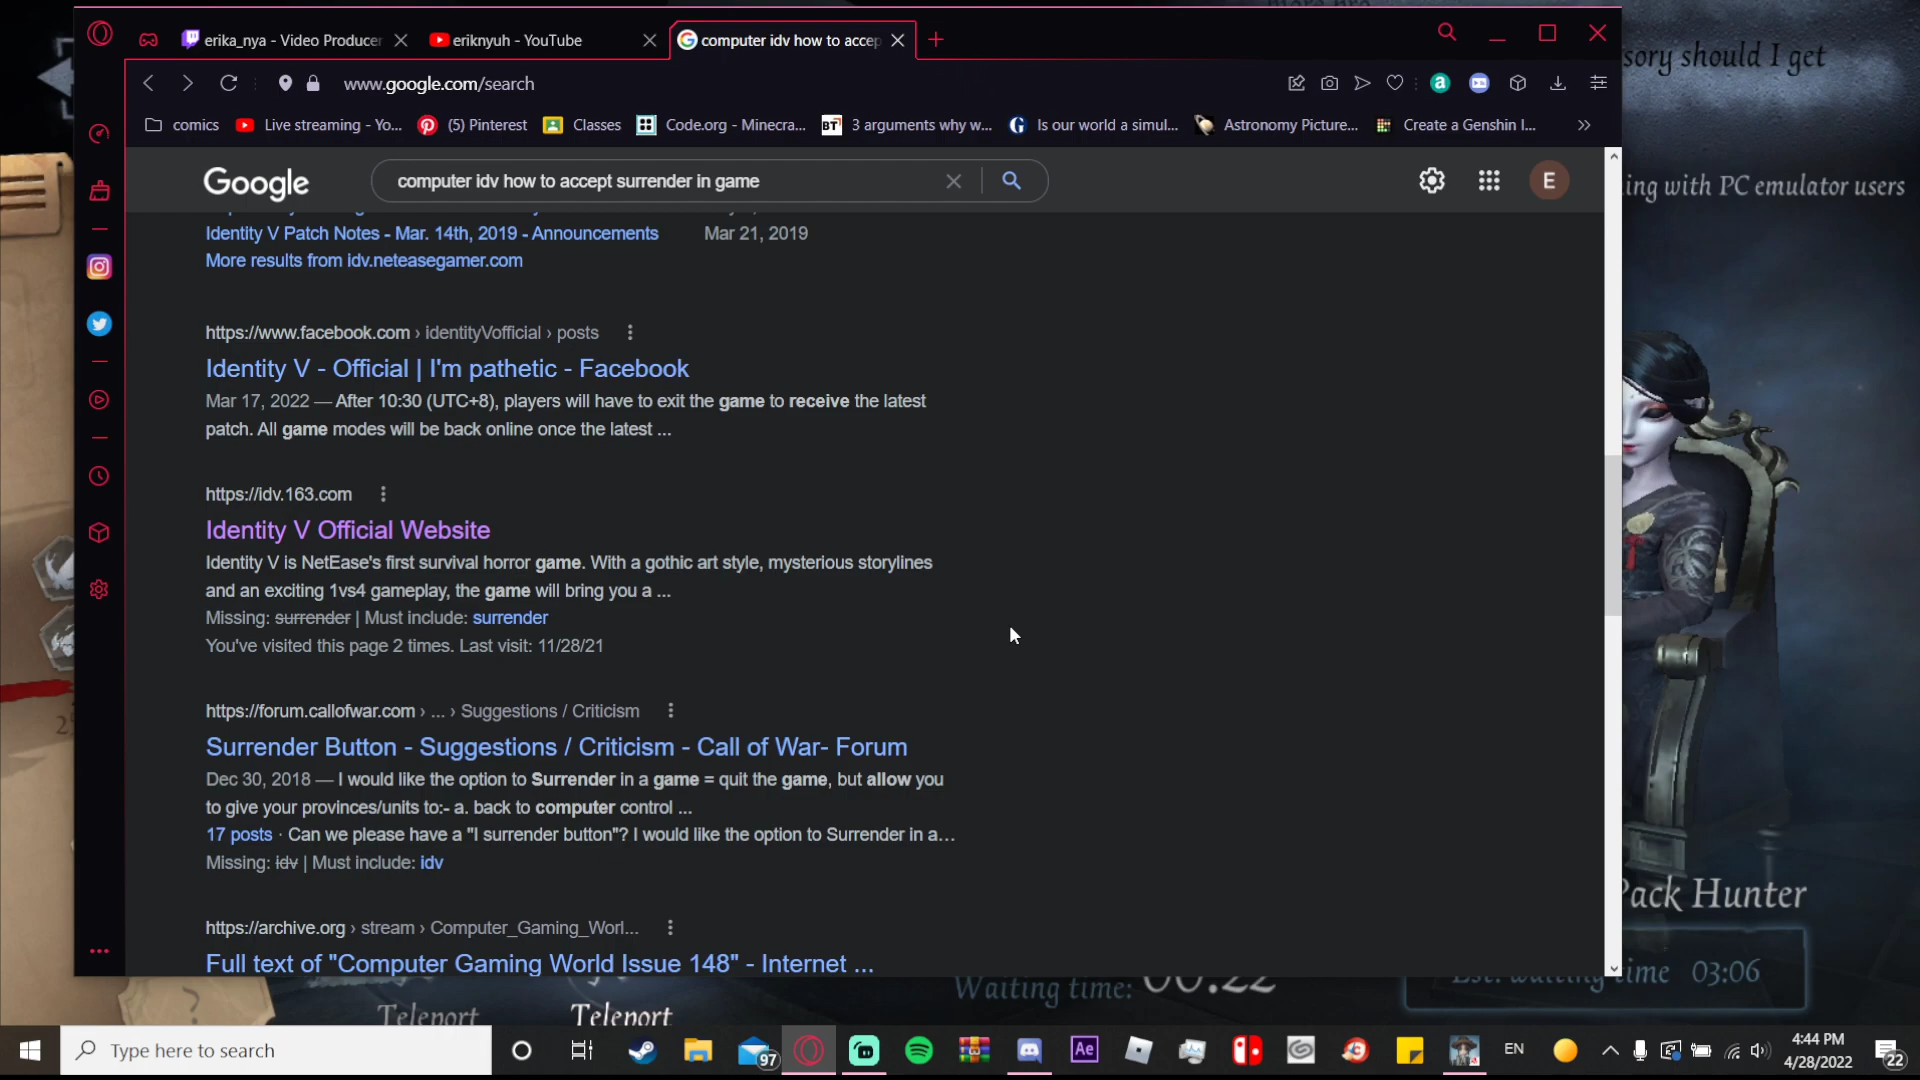 erika_nya - Video Producer
eriknyuh - YouTube
computer idv how to accep
www.google.com/search
comics
Live streaming - Yo...
(5) Pinterest
Classes
Code.org - Minecra...
BT
3 arguments why w...
Is our world a simul...
Astronomy Picture...
Create a Genshin I...
Google
computer idv how to accept surrender in game
E
Identity V Patch Notes - Mar. 14th, 2019 - Announcements
Mar 21, 2019
More results from idv.neteasegamer.com
https://www.facebook.com › identityVofficial › posts
Identity V - Official | I'm pathetic - Facebook
Mar 17, 2022 — After 10:30 (UTC+8), players will have to exit the game to receive the latest
patch. All game modes will be back online once the latest ...
https://idv.163.com
Identity V Official Website
Identity V is NetEase's first survival horror game. With a gothic art style, mysterious storylines
and an exciting 1vs4 gameplay, the game will bring you a ...
Missing: surrender | Must include: surrender
You've visited this page 2 times. Last visit: 11/28/21
https://forum.callofwar.com › ... › Suggestions / Criticism
Surrender Button - Suggestions / Criticism - Call of War- Forum
Dec 30, 2018 — I would like the option to Surrender in a game = quit the game, but allow you
to give your provinces/units to:- a. back to computer control ...
17 posts · Can we please have a "I surrender button"? I would like the option to Surrender in a...
Missing: idv | Must include: idv
https://archive.org › stream › Computer_Gaming_Worl...
Full text of "Computer Gaming World Issue 148" - Internet ...
sory should I get
ing with PC emulator users
Pack Hunter
Est. waiting time 03:06
Waiting time: 00:22
Teleport
Teleport
Type here to search
97
Ae
EN
4:44 PM
4/28/2022
22